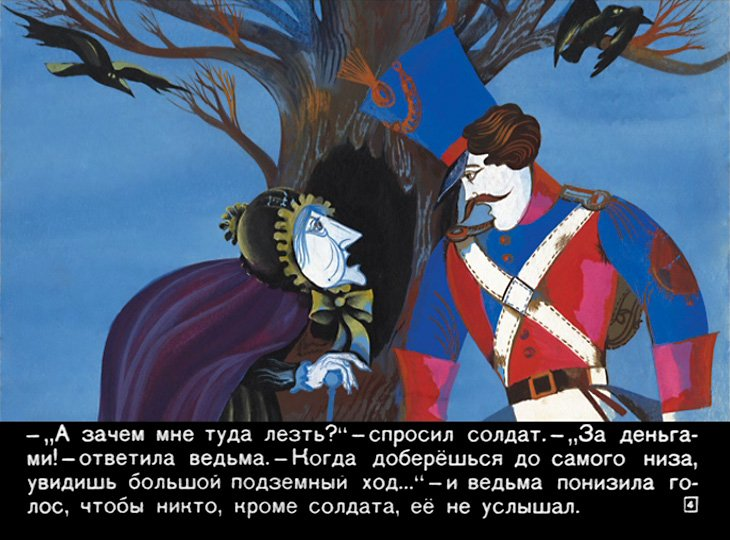 —„А зачем мне туда лезть?“—спросил солдат.—„За деньга-
ми!—ответила ведьма.—Когда доберёшься до самого низа,
увидишь большой подземный ход...“—и ведьма понизила го-
лос, чтобы никто, кроме солдата, её не услышал.
4